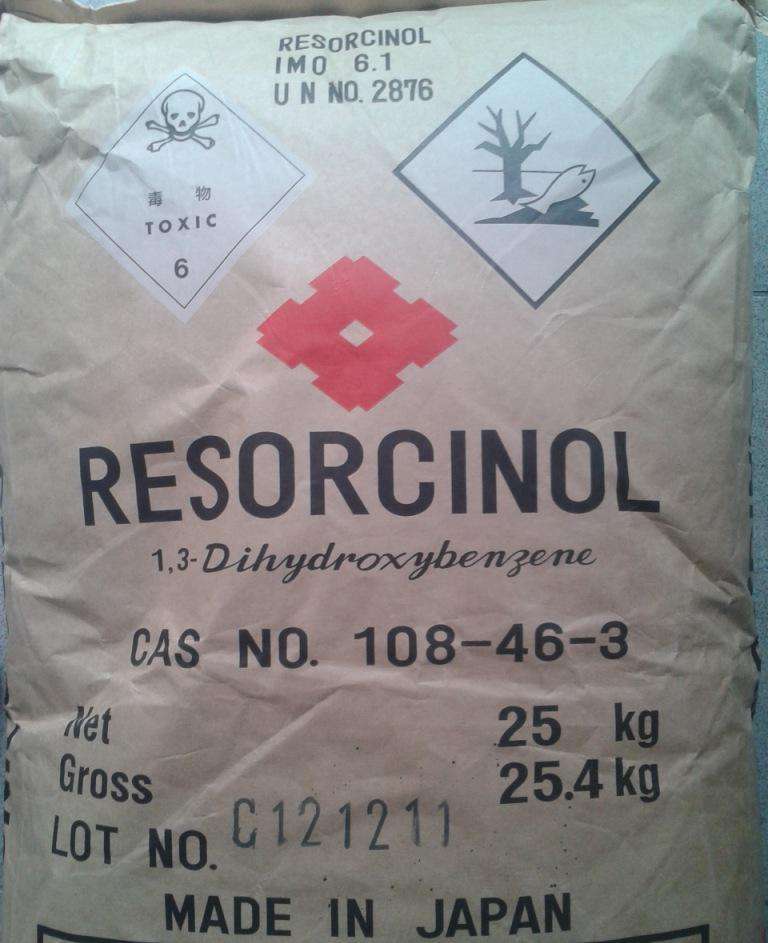 RESORCINOL
IMO 6.1
UN NO. 2876
毒物
TOXIC
6
RESORCINOL
1,3-Dihydroxybenzene
CAS NO. 108-46-3
Net 25 kg
Gross 25.4 kg
LOT NO. C121211
MADE IN JAPAN